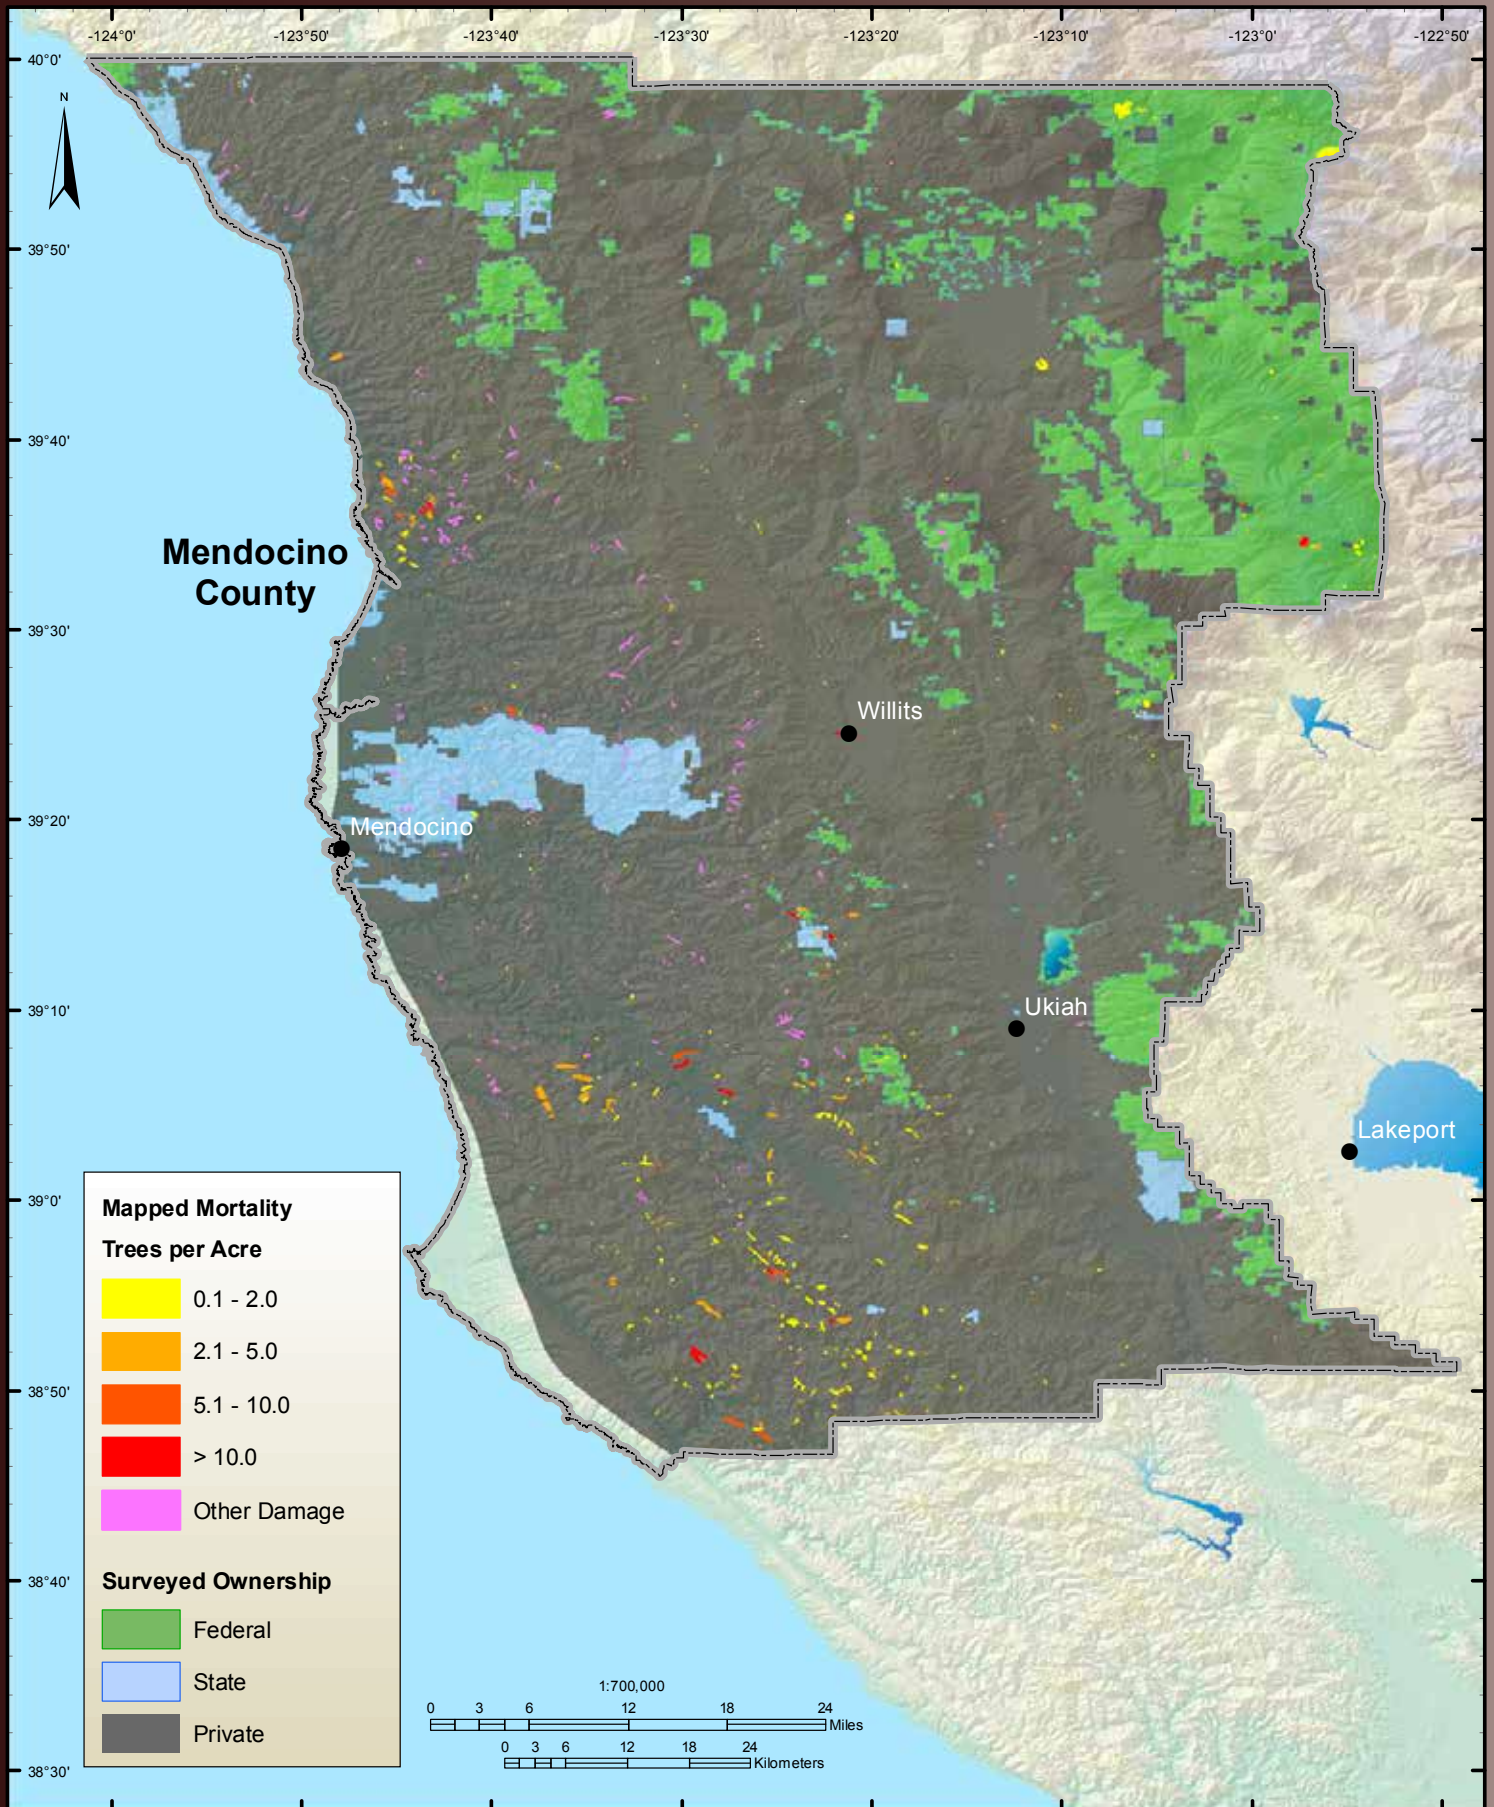 -124°0'
-123°50'
-123°40'
-123°30'
-123°20'
-123°10'
-123°0'
-122°50'
40°0'
N
39°50'
39°40'
Mendocino
County
39°30'
Willits
39°20'
Mendocino
39°10'
Ukiah
Lakeport
39°0'
Mapped Mortality
Trees per Acre
0.1 - 2.0
2.1 - 5.0
5.1 - 10.0
> 10.0
Other Damage
Surveyed Ownership
Federal
State
Private
38°50'
38°40'
38°30'
1:700,000
0 3 6 12 18 24
Miles
0 3 6 12 18 24
Kilometers